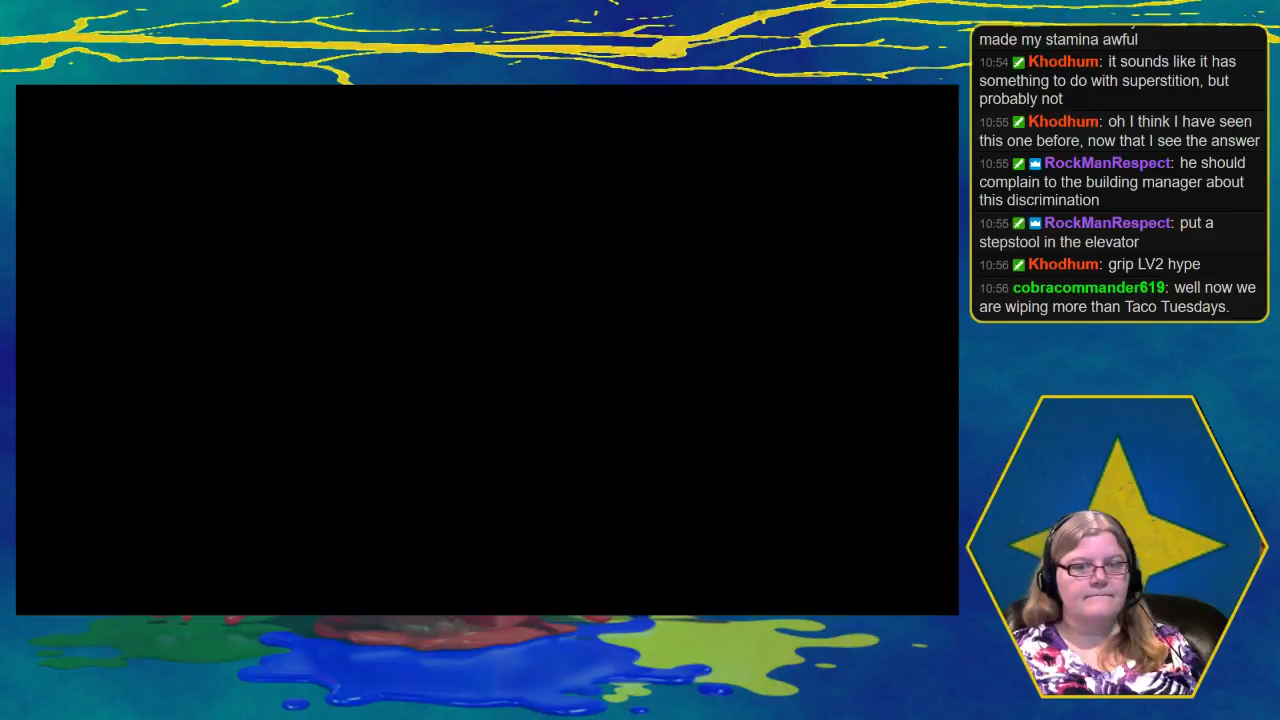 made my stamina awful
10:54 Khodhum: it sounds like it has
something to do with superstition, but
probably not
10:55 Khodhum: oh I think I have seen
this one before, now that I see the answer
10:55 RockManRespect: he should
complain to the building manager about
this discrimination
10:55 RockManRespect: put a
stepstool in the elevator
10:56 Khodhum: grip LV2 hype
10:56 cobracommander619: well now we
are wiping more than Taco Tuesdays.